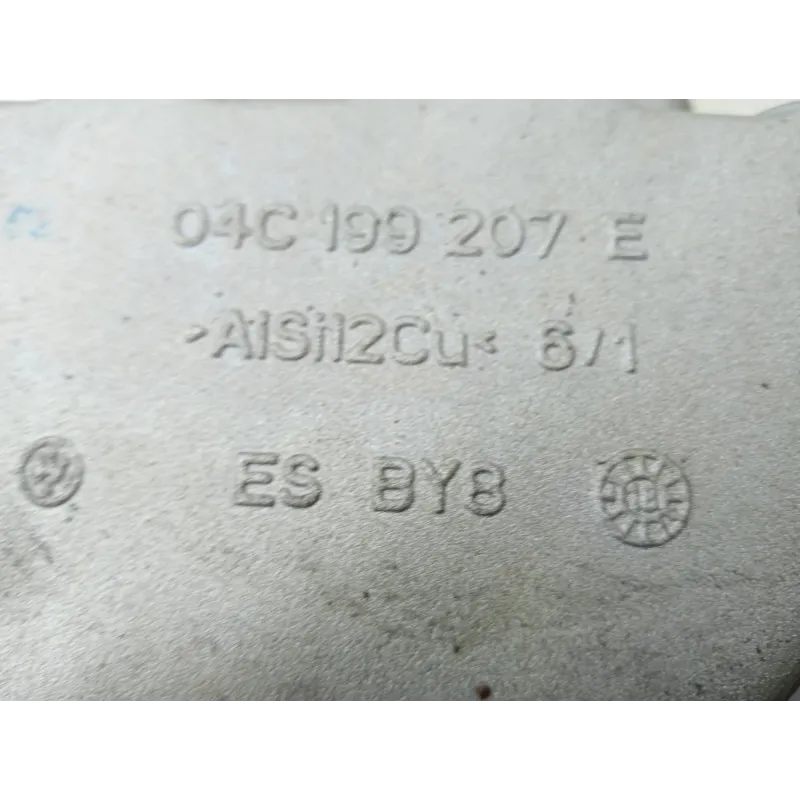 04C 199 207 E
>AlSi12Cu< 6/1
ES BY8